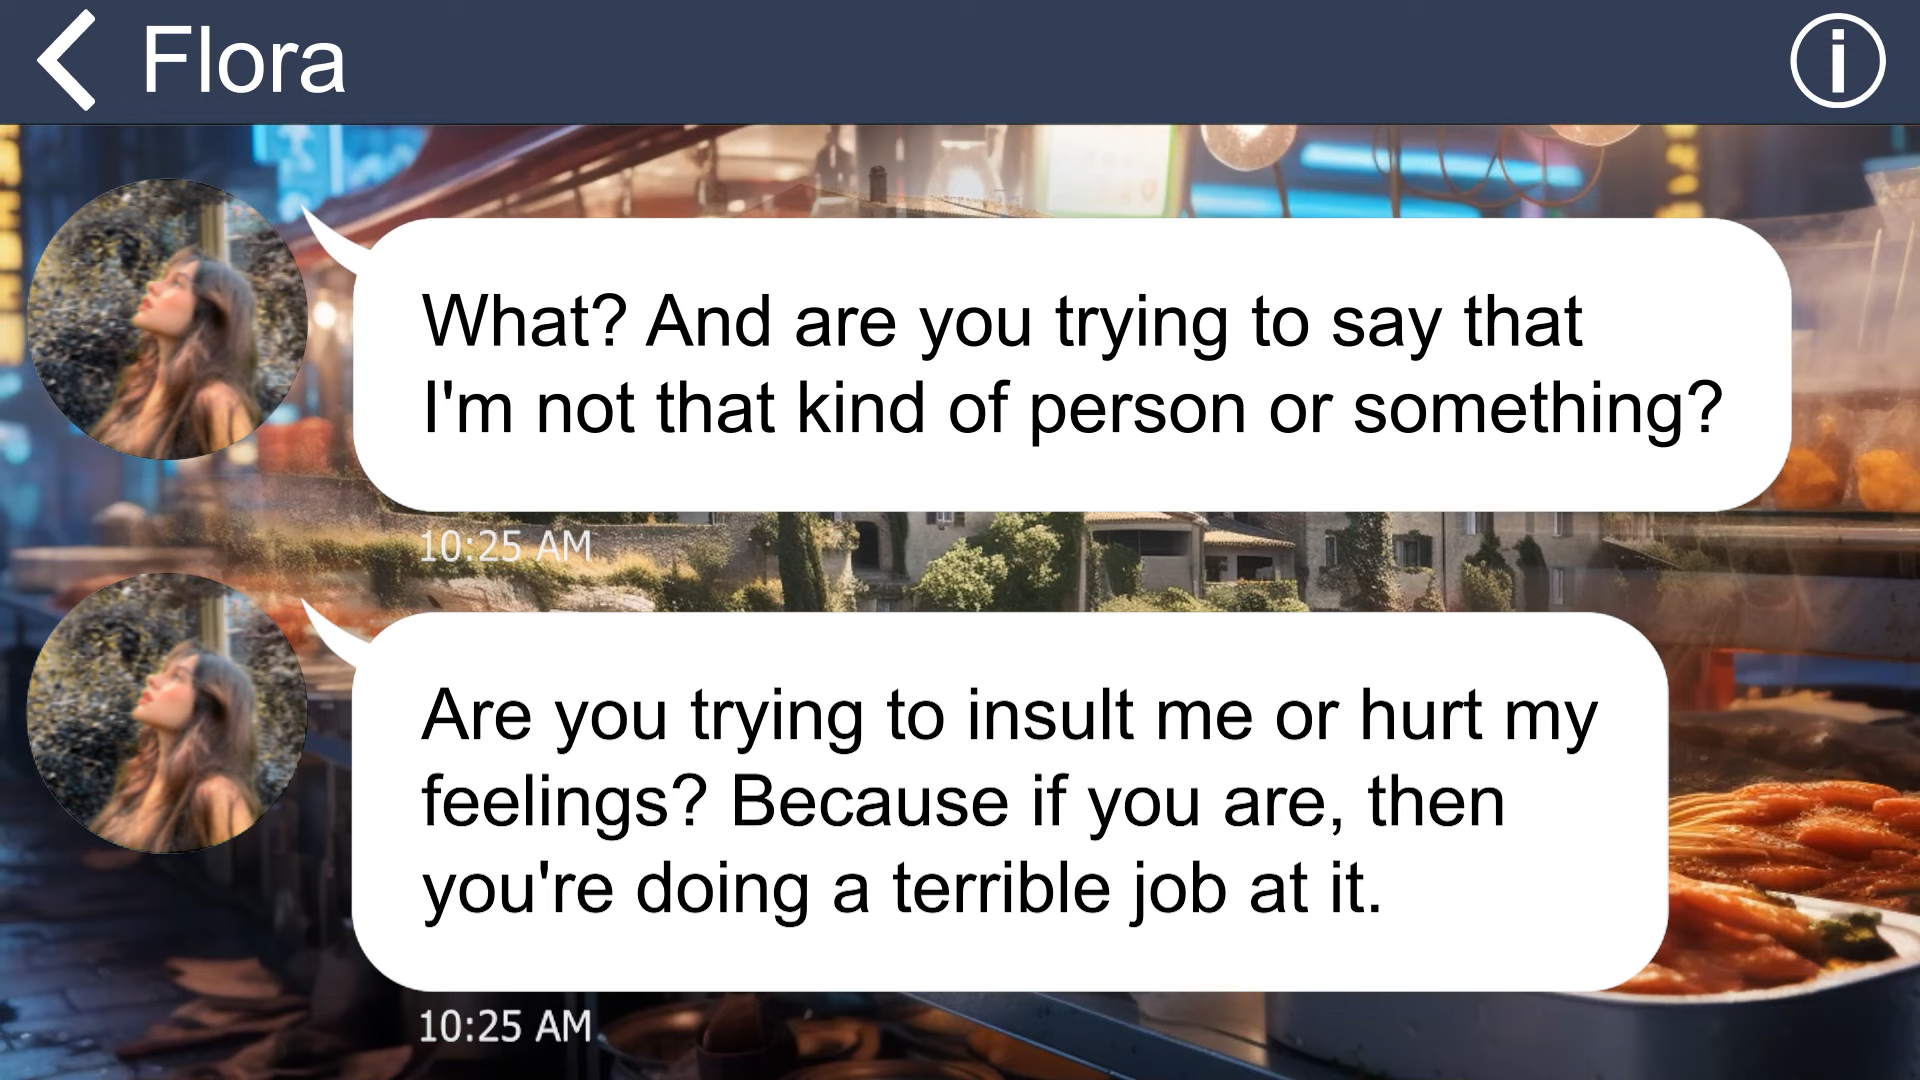 Flora
What? And are you trying to say that
I'm not that kind of person or something?
10:25 AM
Are you trying to insult me or hurt my
feelings? Because if you are, then
you're doing a terrible job at it.
10:25 AM